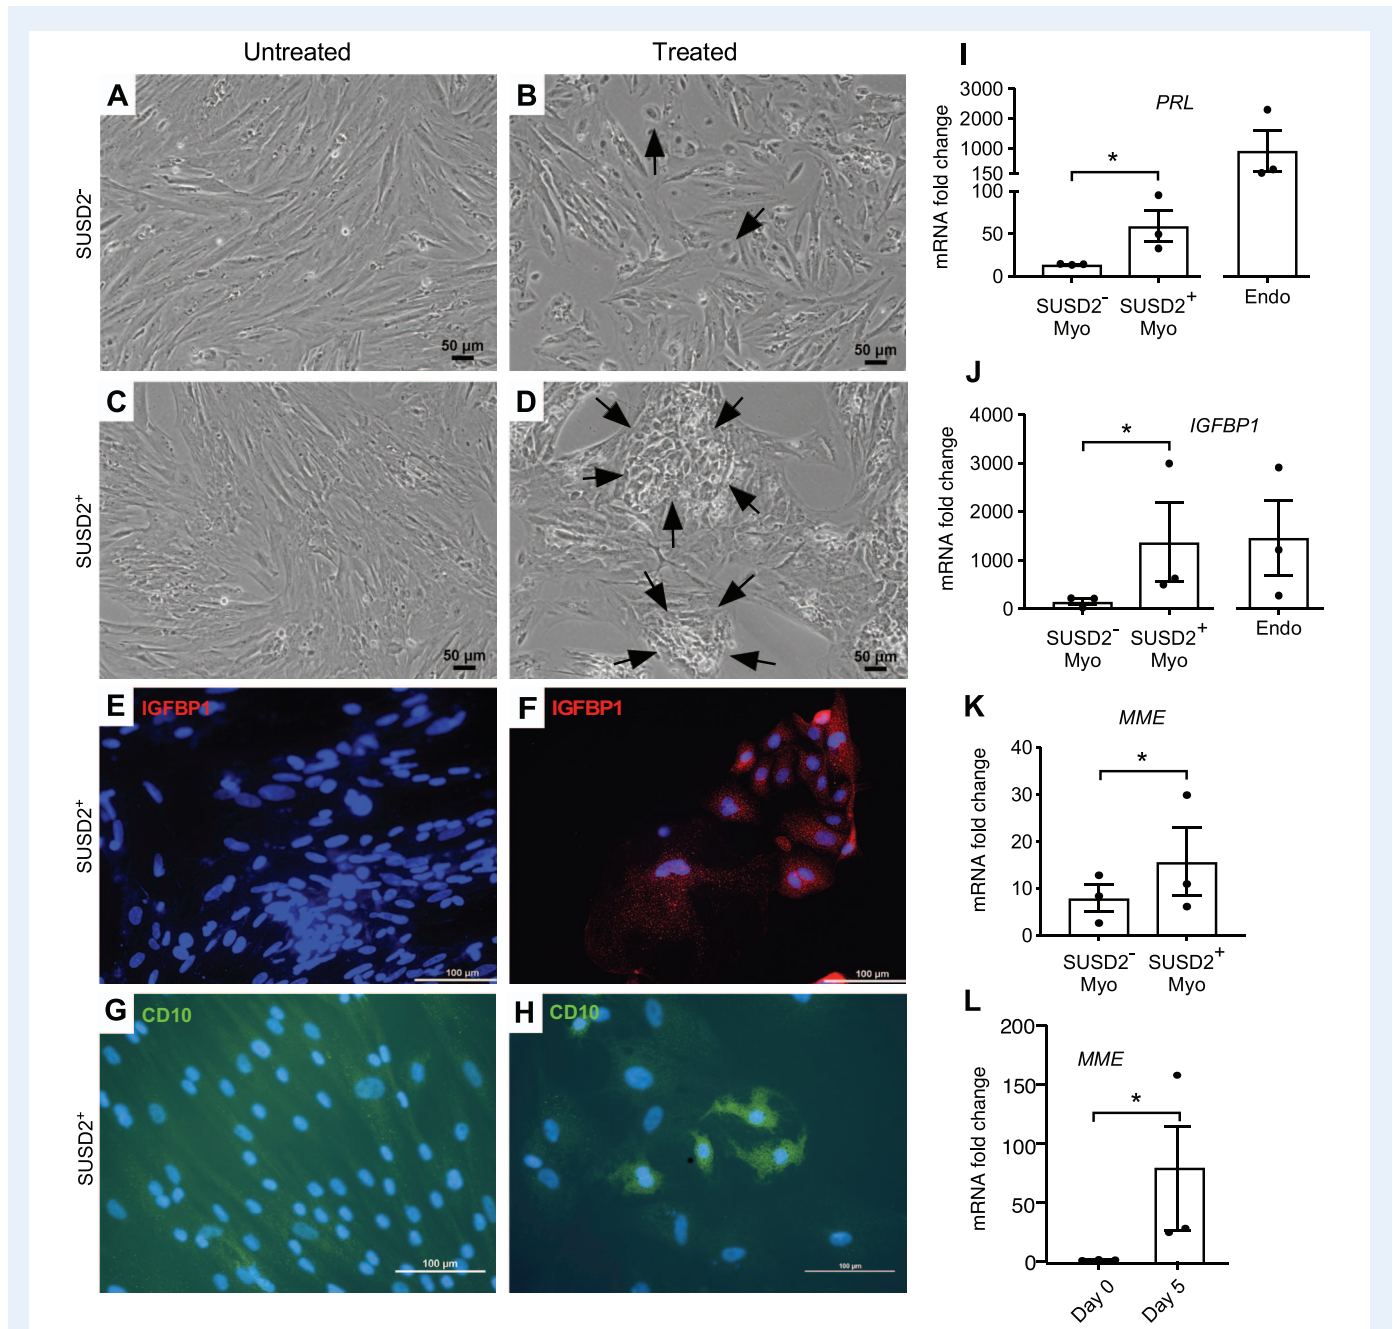 Untreated
Treated
SUSD2-
A
50 µm
B
50 µm
SUSD2+
C
50 µm
D
50 µm
SUSD2+
E
IGFBP1
100 µm
F
IGFBP1
100 µm
SUSD2+
G
CD10
100 µm
H
CD10
100 µm
I
PRL
mRNA fold change
3000
2000
1000
150
100
50
0
*
SUSD2- Myo
SUSD2+ Myo
Endo
J
IGFBP1
mRNA fold change
4000
3000
2000
1000
0
*
SUSD2- Myo
SUSD2+ Myo
Endo
K
MME
mRNA fold change
40
30
20
10
0
*
SUSD2- Myo
SUSD2+ Myo
L
MME
mRNA fold change
200
150
100
50
0
*
Day 0
Day 5